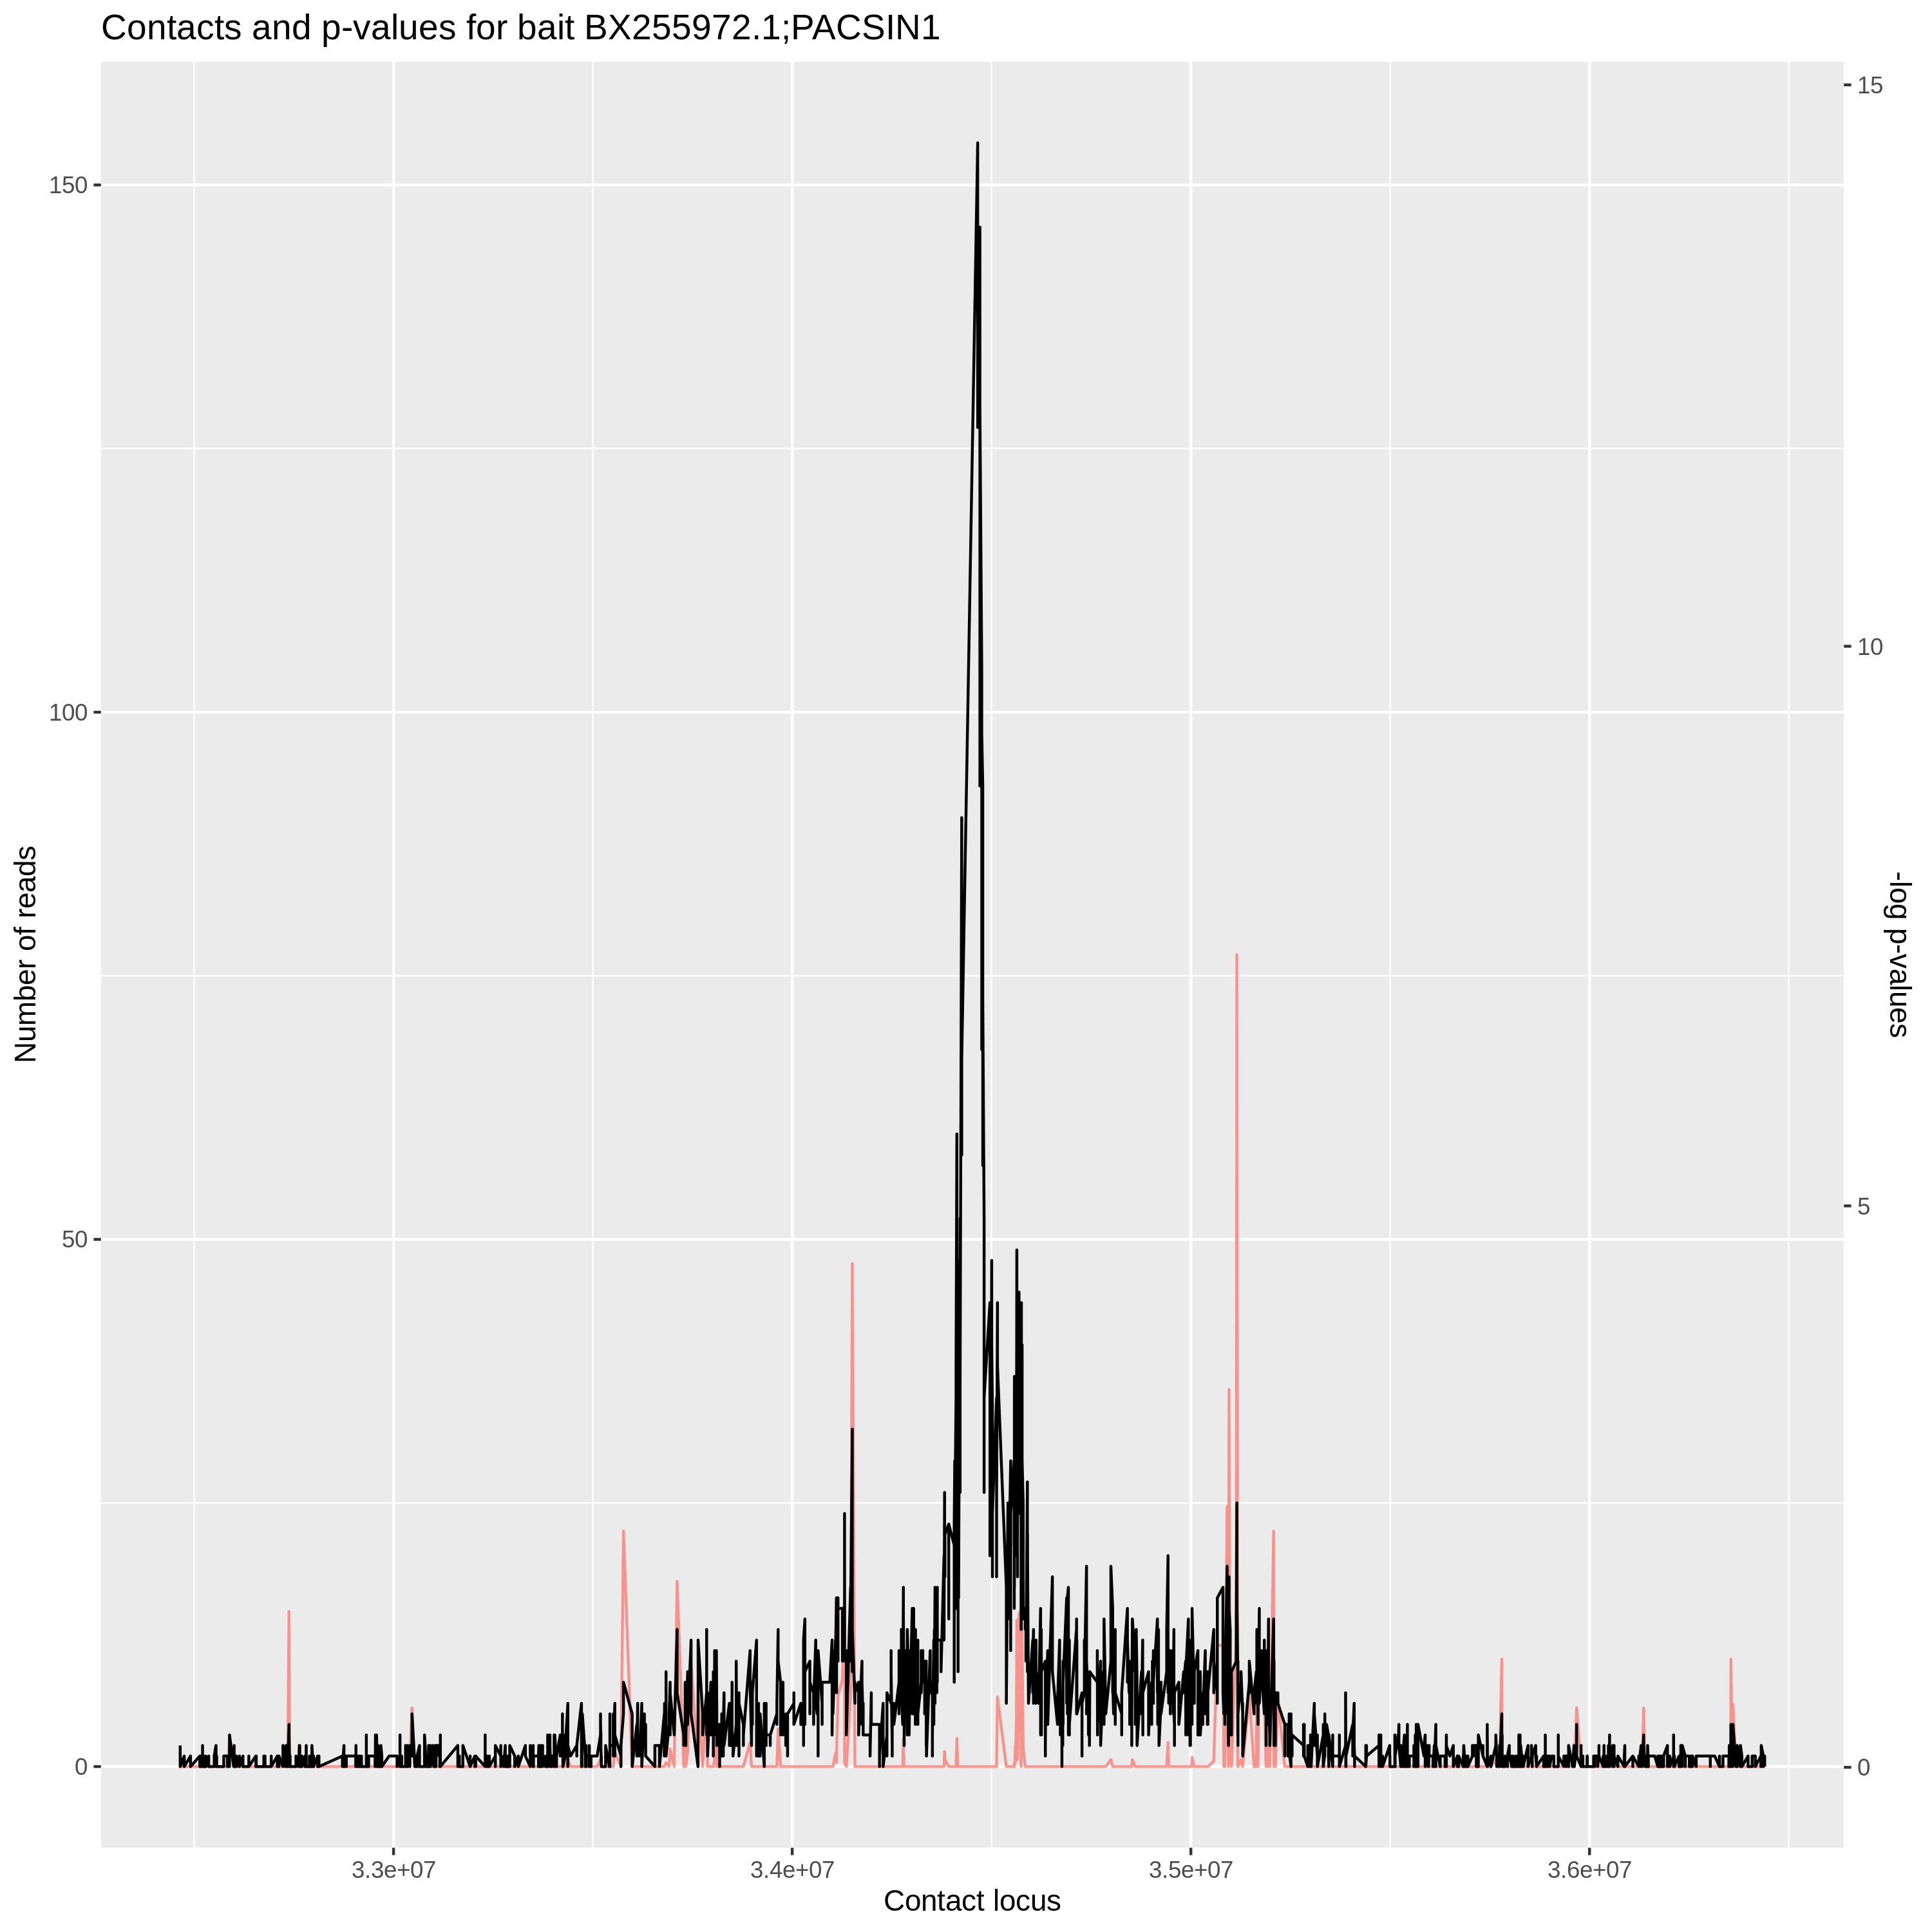 Contacts and p-values for bait BX255972.1;PACSIN1
150
100
50
0
Number of reads
15
10
5
0
-log p-values
3.3e+07
3.4e+07
3.5e+07
3.6e+07
Contact locus